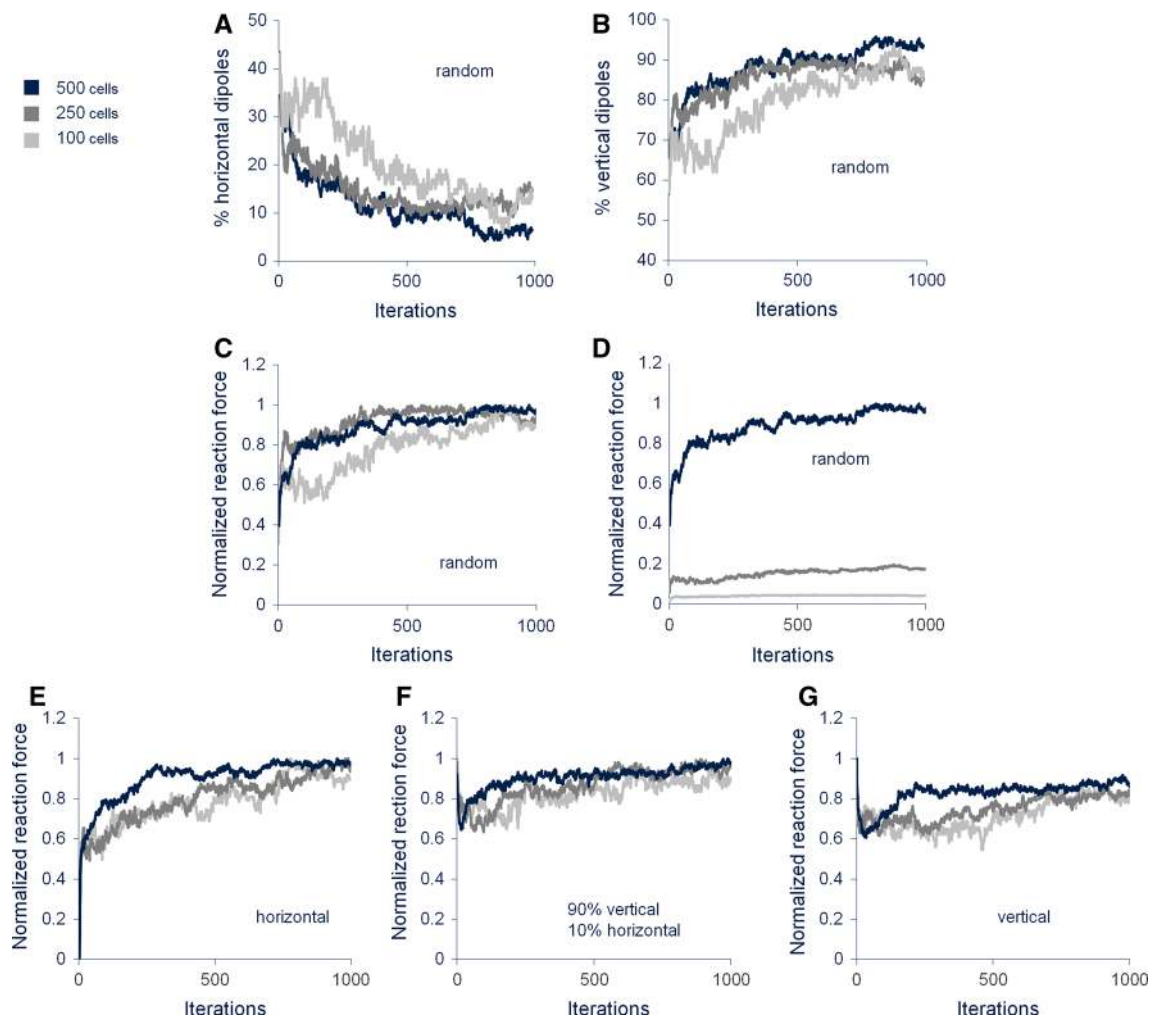 500 cells
250 cells
100 cells
A
50
40
30
20
10
0
% horizontal dipoles
random
0 500 1000
Iterations
B
100
90
80
70
60
50
40
% vertical dipoles
random
0 500 1000
Iterations
C
1.2
1
0.8
0.6
0.4
0.2
0
Normalized reaction force
random
0 500 1000
Iterations
D
1.2
1
0.8
0.6
0.4
0.2
0
Normalized reaction force
random
0 500 1000
Iterations
E
1.2
1
0.8
0.6
0.4
0.2
0
Normalized reaction force
horizontal
0 500 1000
Iterations
F
1.2
1
0.8
0.6
0.4
0.2
0
Normalized rection force
90% vertical
10% horizontal
0 500 1000
Iterations
G
1.2
1
0.8
0.6
0.4
0.2
0
Normalized reaction force
vertical
0 500 1000
Iterations